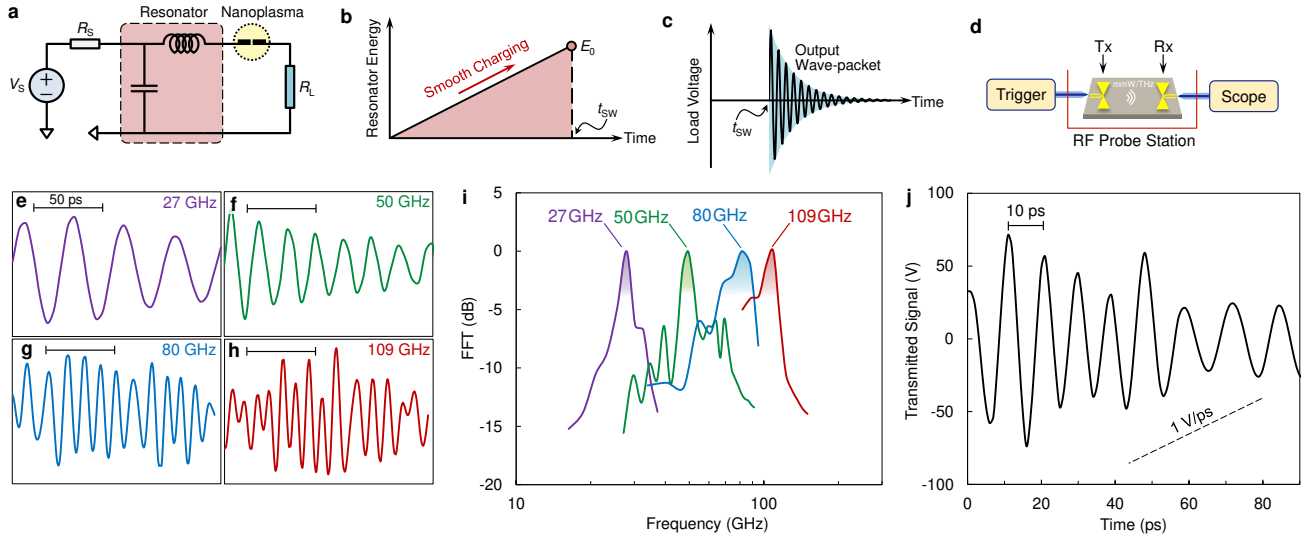 a
Resonator
Nanoplasma
R_S
V_S
R_L
b
Resonator Energy
Smooth Charging
E_0
t_SW
Time
c
Load Voltage
Output
Wave-packet
t_SW
Time
d
Tx
Rx
Trigger
mmW/THz
Scope
RF Probe Station
e
50 ps
27 GHz
f
50 GHz
g
80 GHz
h
109 GHz
i
5
0
-5
-10
-15
-20
FFT (dB)
27GHz
50GHz
80GHz
109GHz
10
100
Frequency (GHz)
j
100
50
0
-50
-100
Transmitted Signal (V)
10 ps
1 V/ps
0
20
40
60
80
Time (ps)